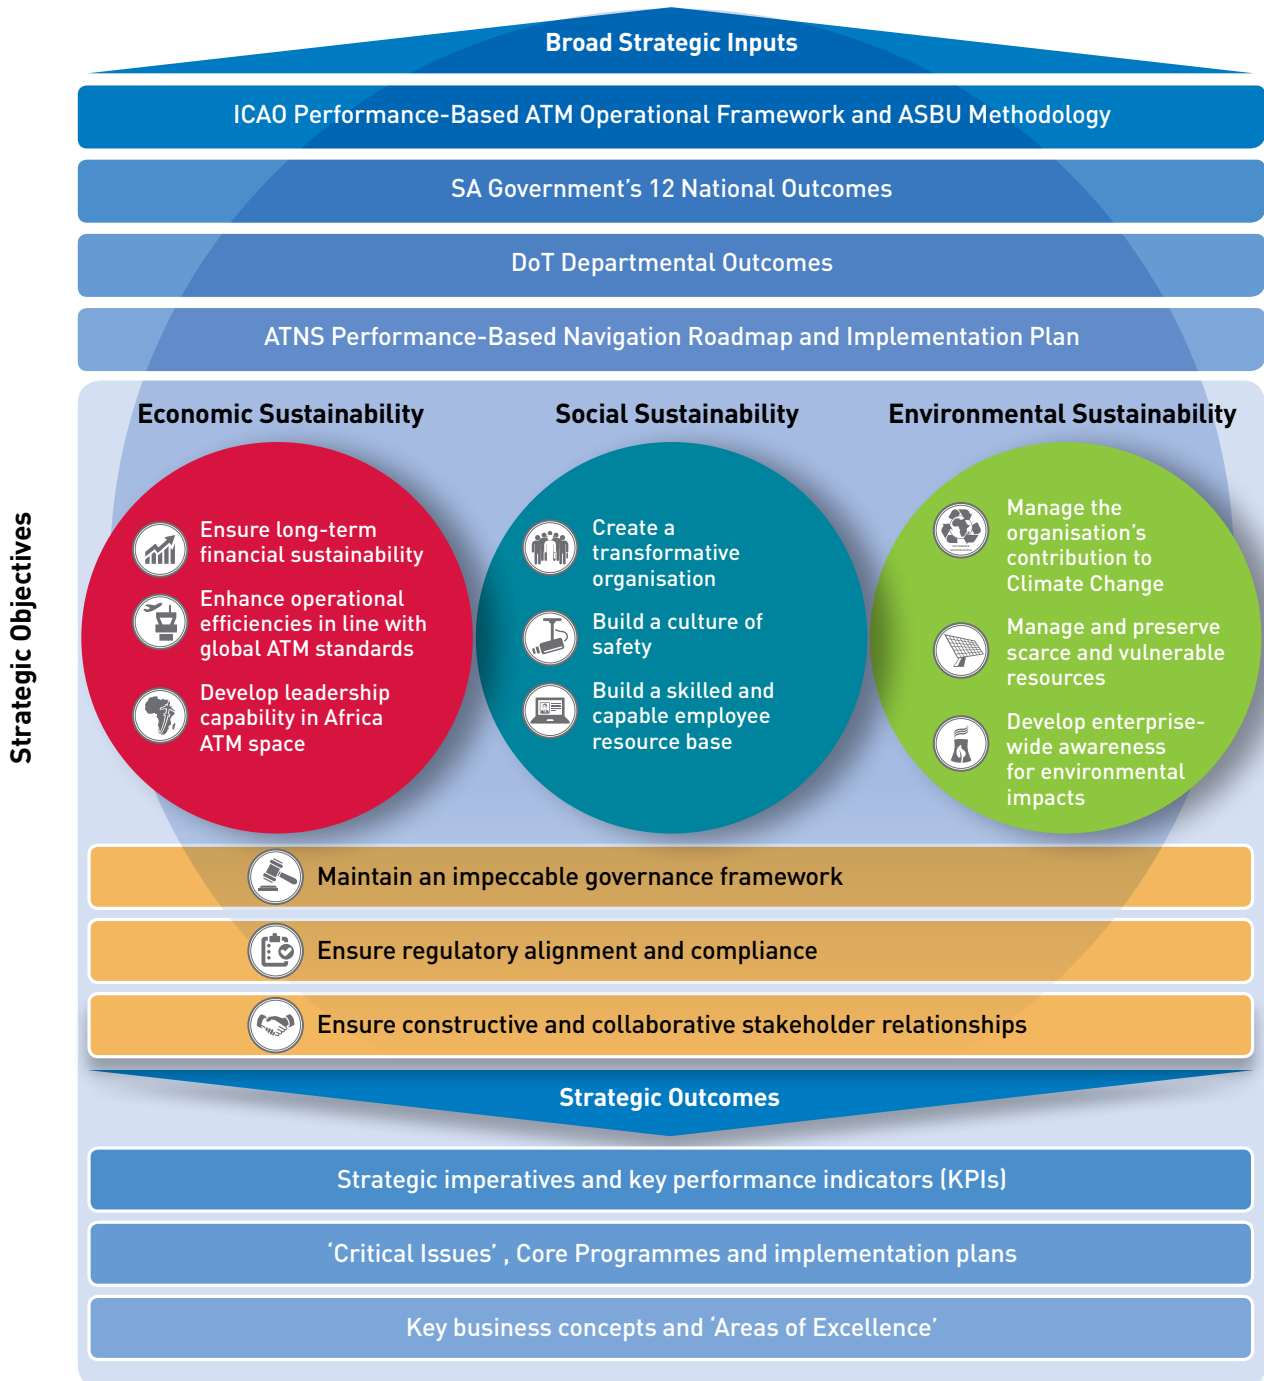 Broad Strategic Inputs
ICAO Performance-Based ATM Operational Framework and ASBU Methodology
SA Government's 12 National Outcomes
DoT Departmental Outcomes
ATNS Performance-Based Navigation Roadmap and Implementation Plan
Strategic Objectives
Economic Sustainability
Ensure long-term
financial sustainability
Enhance operational
efficiencies in line with
global ATM standards
Develop leadership
capability in Africa
ATM space
Social Sustainability
Create a
transformative
organisation
Build a culture of
safety
Build a skilled and
capable employee
resource base
Environmental Sustainability
Manage the
organisation's
contribution to
Climate Change
Manage and preserve
scarce and vulnerable
resources
Develop enterprise-
wide awareness
for environmental
impacts
Maintain an impeccable governance framework
Ensure regulatory alignment and compliance
Ensure constructive and collaborative stakeholder relationships
Strategic Outcomes
Strategic imperatives and key performance indicators (KPIs)
‘Critical Issues’ , Core Programmes and implementation plans
Key business concepts and ‘Areas of Excellence’